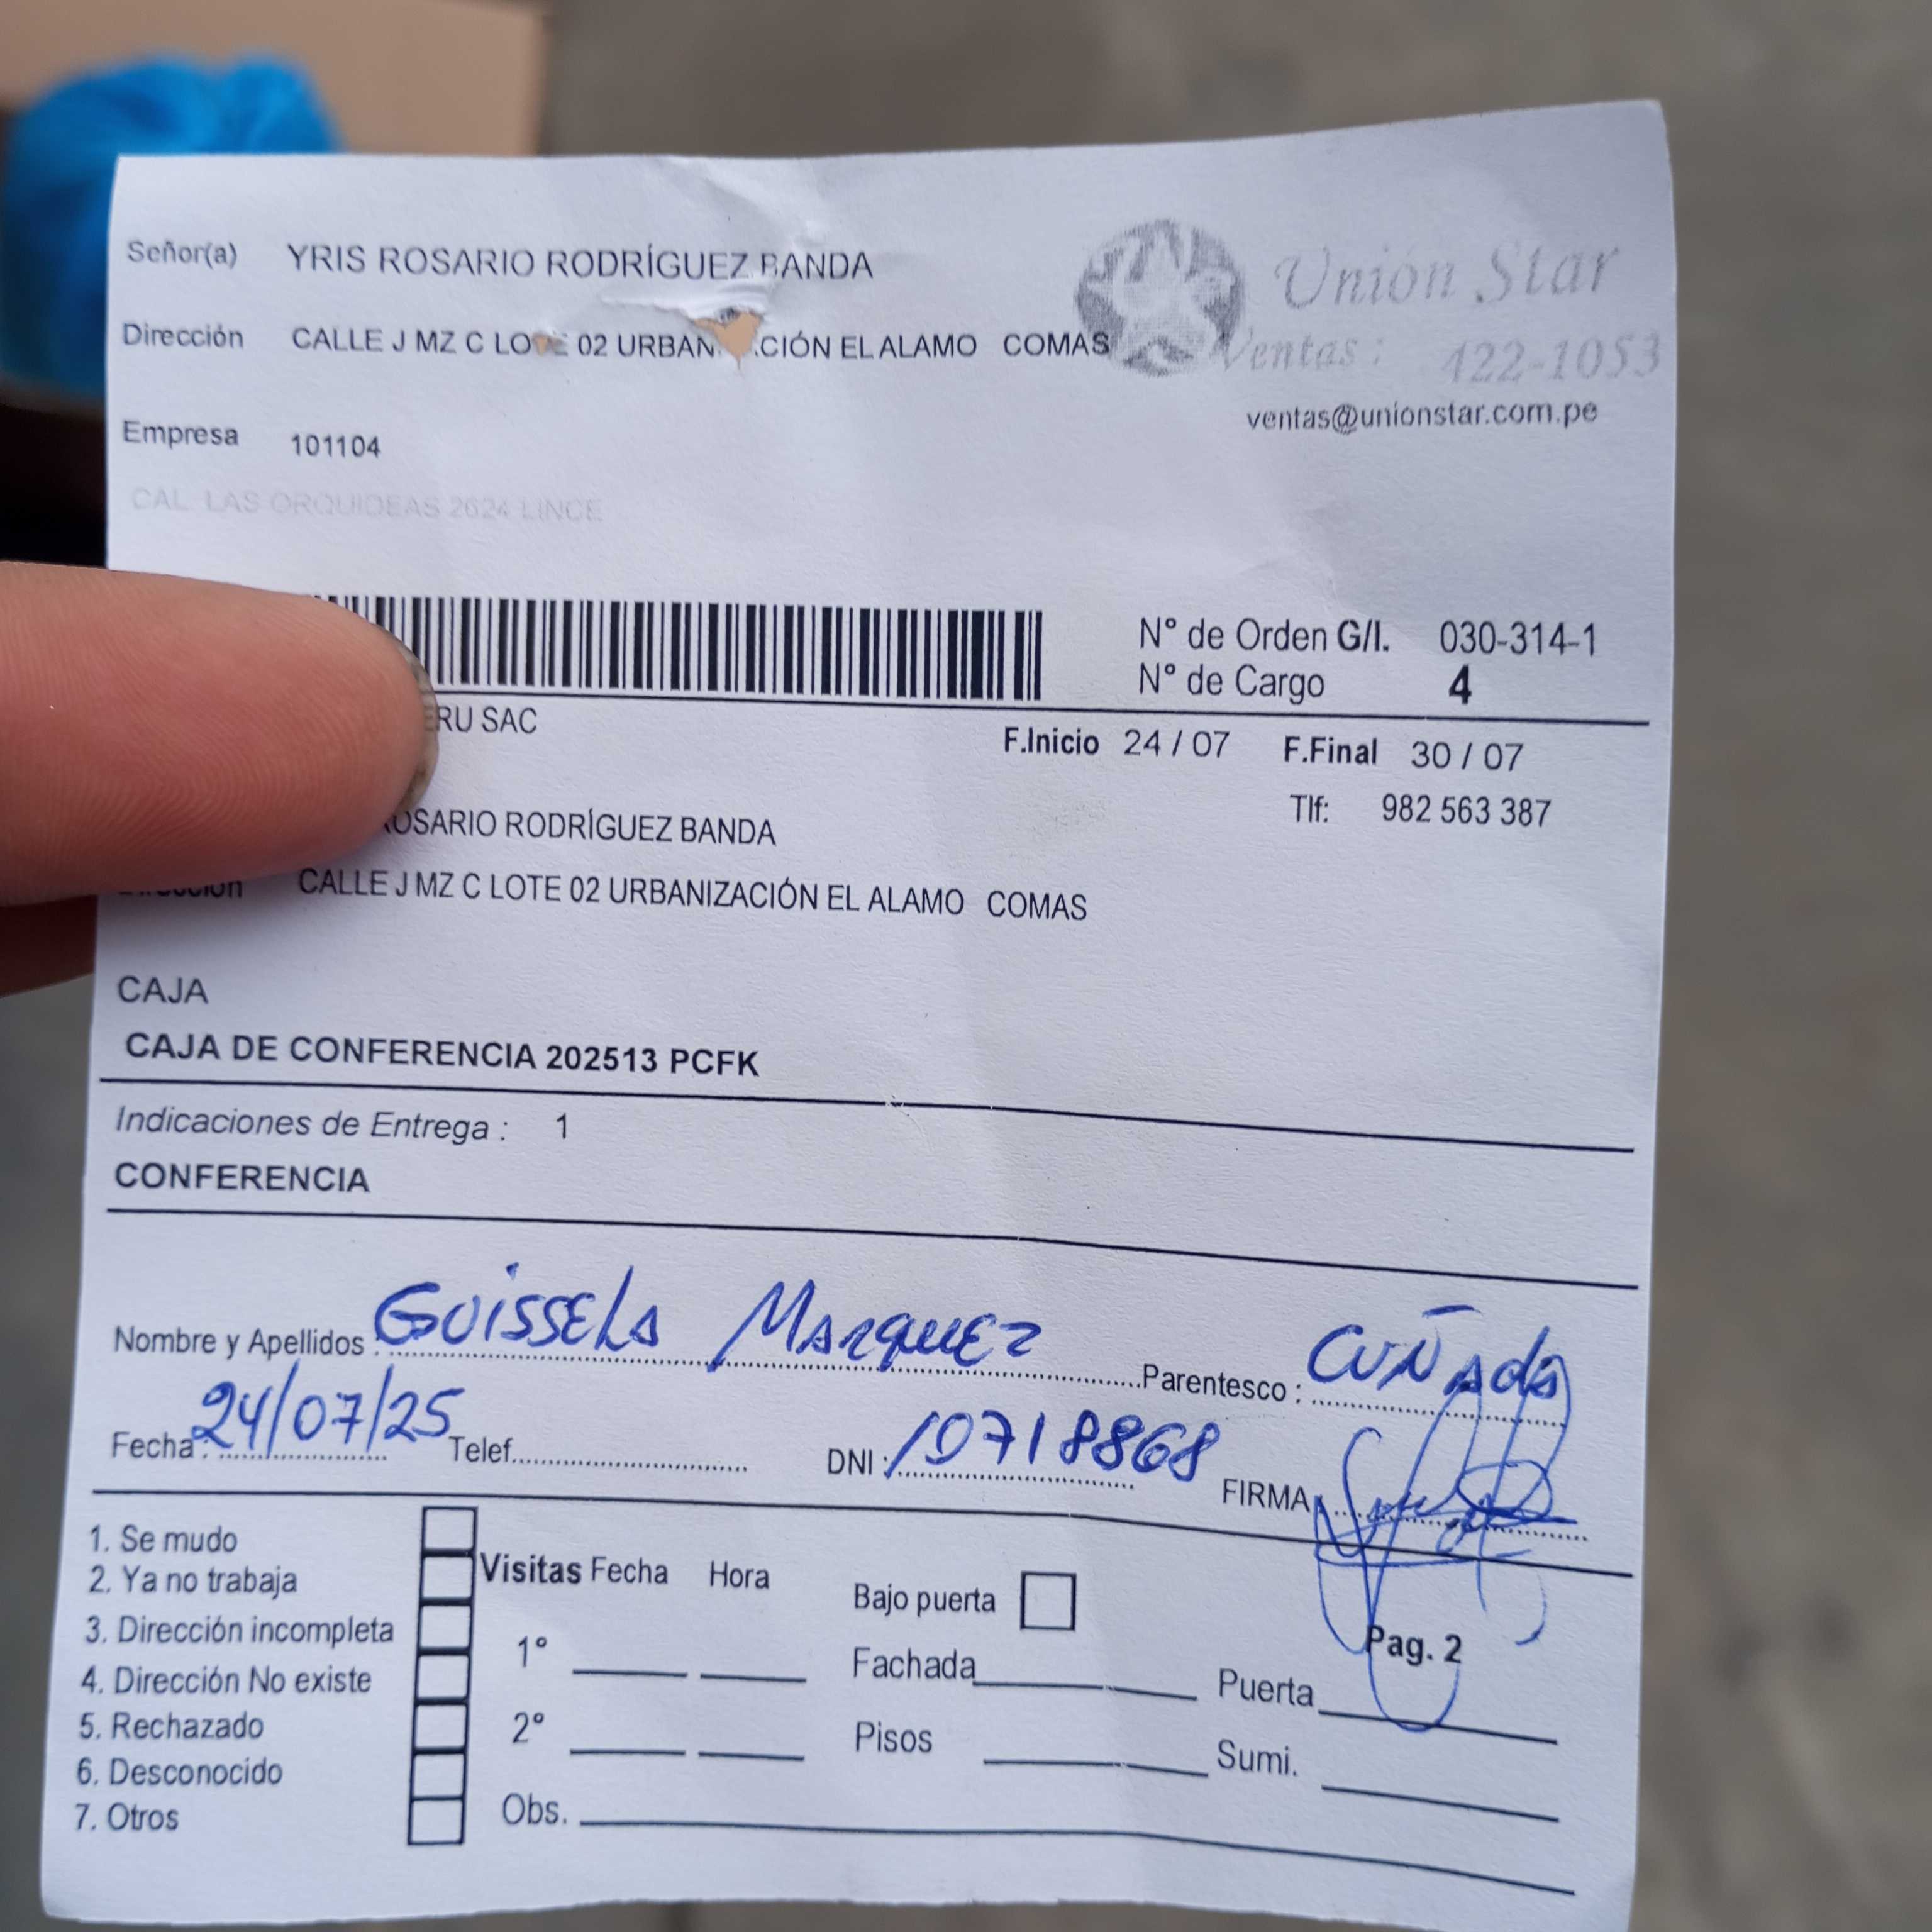 Señor(a) YRIS ROSARIO RODRÍGUEZ BANDA
Unión Star
Dirección CALLE J MZ C LOTE 02 URBAN CIÓN EL ALAMO COMAS
Ventas: 422-1053
ventas@unionstar.com.pe
Empresa 101104
CAL LAS ORQUIDEAS 2624 LINCE
N° de Orden G/I. 030-314-1
N° de Cargo 4
ERU SAC
F.Inicio 24 / 07 F.Final 30 / 07
Tlf: 982 563 387
ROSARIO RODRÍGUEZ BANDA
CALLE J MZ C LOTE 02 URBANIZACIÓN EL ALAMO COMAS
CAJA
CAJA DE CONFERENCIA 202513 PCFK
Indicaciones de Entrega : 1
CONFERENCIA
Nombre y Apellidos : Guissela Marquez Parentesco : Cuñada
Fecha : 24/07/25 Telef. DNI : 10718868 FIRMA
1. Se mudo
2. Ya no trabaja
3. Dirección incompleta
4. Dirección No existe
5. Rechazado
6. Desconocido
7. Otros
Visitas Fecha Hora
1°
2°
Obs.
Bajo puerta
Fachada
Pisos
Pag. 2
Puerta
Sumi.